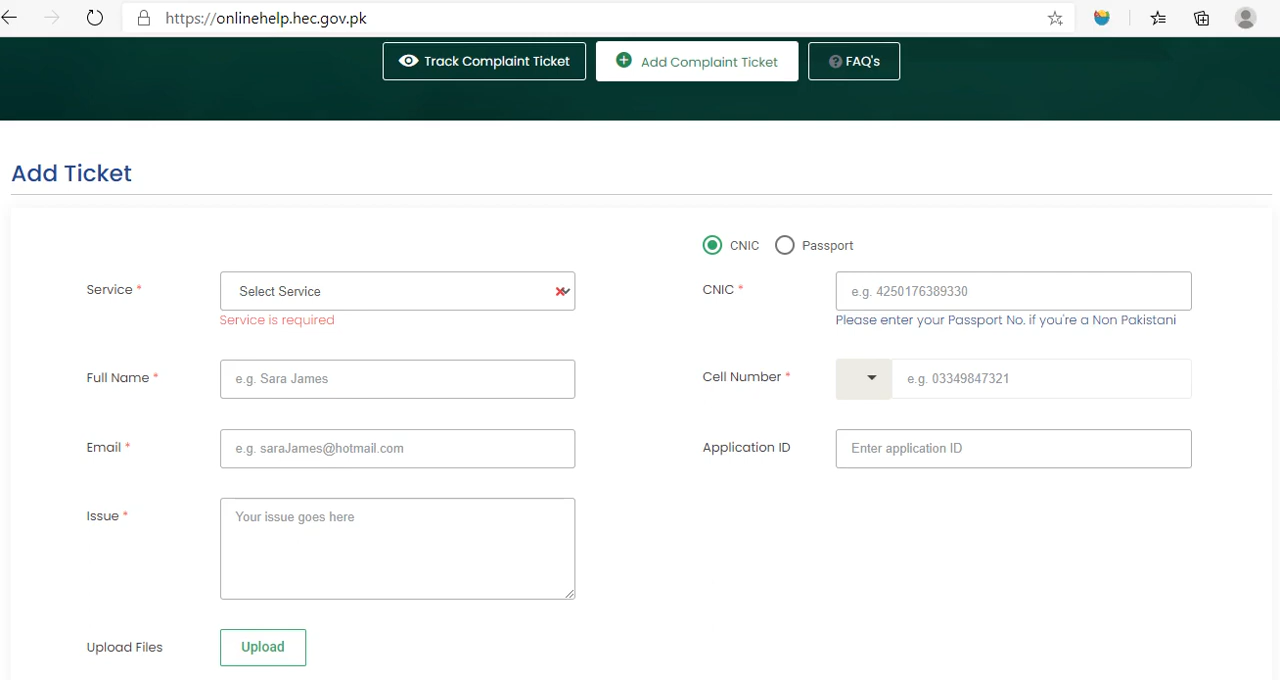 https://onlinehelp.hec.gov.pk
Track Complaint Ticket
Add Complaint Ticket
? FAQ's
Add Ticket
CNIC
Passport
Service *
Select Service
Service is required
CNIC *
e.g. 4250176389330
Please enter your Passport No. if you're a Non Pakistani
Full Name *
e.g. Sara James
Cell Number *
e.g. 03349847321
Email *
e.g. saraJames@hotmail.com
Application ID
Enter application ID
Issue *
Your issue goes here
Upload Files
Upload